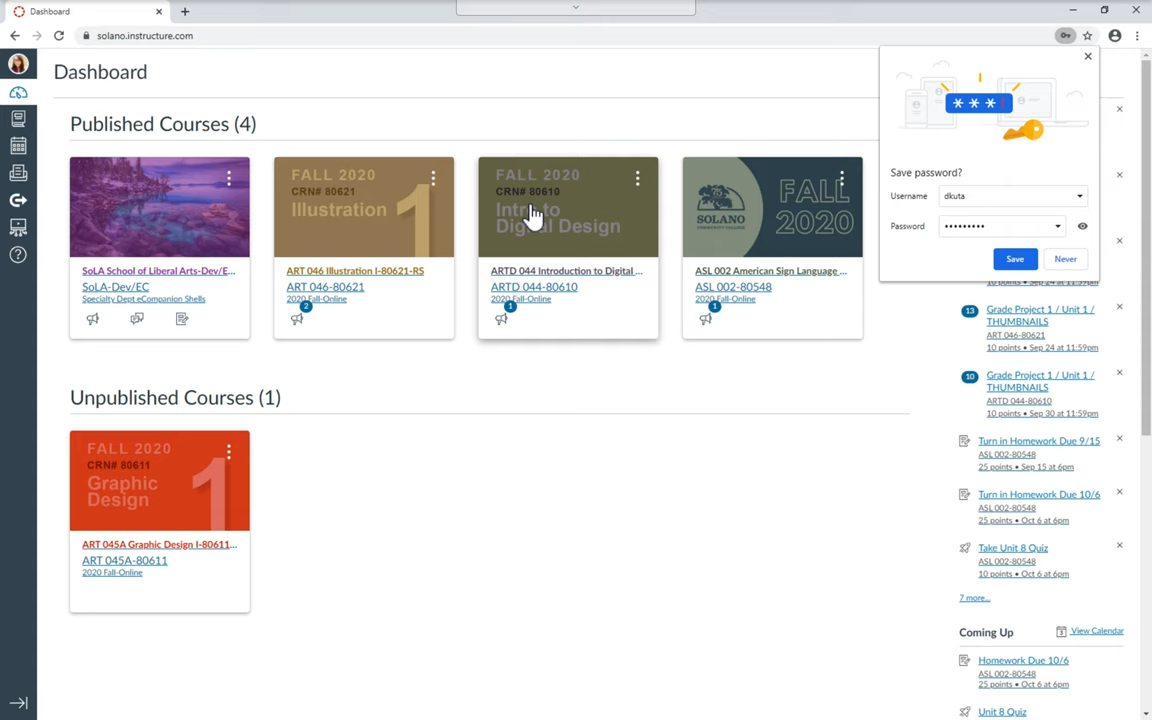 Dashboard
solano.instructure.com
Dashboard
Published Courses (4)
FALL 2020
CRN# 80621
Illustration
1
FALL 2020
CRN# 80610
Intro to
Digital Design
SOLANO
COMMUNITY COLLEGE
FALL
2020
SoLA School of Liberal Arts-Dev/E...
SoLA-Dev/EC
Specialty Dept eCompanion Shells
ART 046 Illustration I-80621-RS
ART 046-80621
2020 Fall-Online
2
ARTD 044 Introduction to Digital ...
ARTD 044-80610
2020 Fall-Online
1
ASL 002 American Sign Language ...
ASL 002-80548
2020 Fall-Online
1
Unpublished Courses (1)
FALL 2020
CRN# 80611
Graphic
Design
1
ART 045A Graphic Design I-80611...
ART 045A-80611
2020 Fall-Online
* * *
Save password?
Username
dkuta
Password
•••••••••
Save
Never
13
Grade Project 1 / Unit 1 /
THUMBNAILS
ART 046-80621
10 points • Sep 24 at 11:59pm
10
Grade Project 1 / Unit 1 /
THUMBNAILS
ARTD 044-80610
10 points • Sep 30 at 11:59pm
Turn in Homework Due 9/15
ASL 002-80548
25 points • Sep 15 at 6pm
Turn in Homework Due 10/6
ASL 002-80548
25 points • Oct 6 at 6pm
Take Unit 8 Quiz
ASL 002-80548
10 points • Oct 6 at 6pm
7 more...
Coming Up
View Calendar
Homework Due 10/6
ASL 002-80548
25 points • Oct 6 at 6pm
Unit 8 Quiz